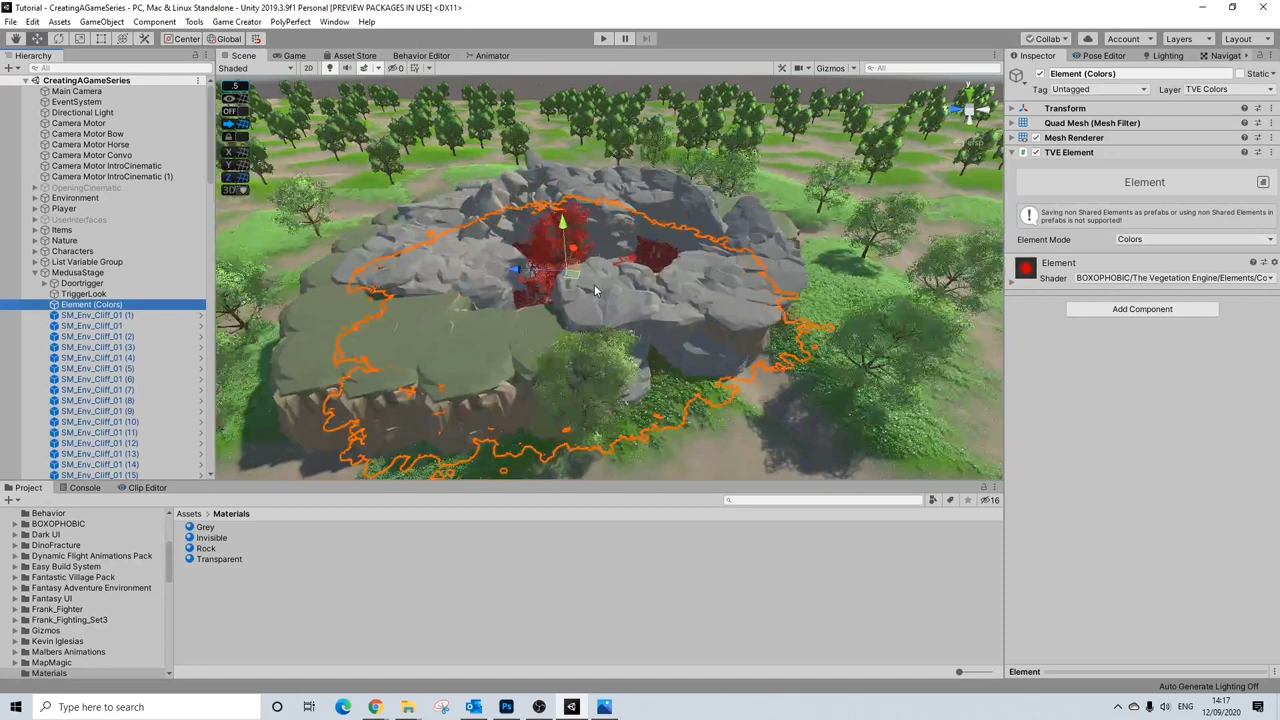 Tutorial - CreatingAGameSeries - PC, Mac & Linux Standalone - Unity 2019.3.9f1 Personal [PREVIEW PACKAGES IN USE] <DX11>
File Edit Assets GameObject Component Tools Game Creator PolyPerfect Window Help
Center Global Collab Account Layers Layout
Hierarchy Scene Game Asset Store Behavior Editor Animator Inspector Pose Editor Lighting Navigat
All Shaded 2D 0 Gizmos All
Element (Colors) Static
Tag Untagged Layer TVE Colors
CreatingAGameSeries
Main Camera
EventSystem
Directional Light
Camera Motor
Camera Motor Bow
Camera Motor Horse
Camera Motor Convo
Camera Motor IntroCinematic
Camera Motor IntroCinematic (1)
OpeningCinematic
Environment
Player
UserInterfaces
Items
Nature
Characters
List Variable Group
MedusaStage
Doortrigger
TriggerLook
Element (Colors)
SM_Env_Cliff_01 (1)
SM_Env_Cliff_01
SM_Env_Cliff_01 (2)
SM_Env_Cliff_01 (3)
SM_Env_Cliff_01 (4)
SM_Env_Cliff_01 (5)
SM_Env_Cliff_01 (6)
SM_Env_Cliff_01 (7)
SM_Env_Cliff_01 (8)
SM_Env_Cliff_01 (9)
SM_Env_Cliff_01 (10)
SM_Env_Cliff_01 (11)
SM_Env_Cliff_01 (12)
SM_Env_Cliff_01 (13)
SM_Env_Cliff_01 (14)
SM_Env_Cliff_01 (15)
.5
OFF
X
Y
Z
3D
y
Persp
Transform
Quad Mesh (Mesh Filter)
Mesh Renderer
TVE Element
Element
Saving non Shared Elements as prefabs or using non Shared Elements in prefabs is not supported!
Element Mode Colors
Element
Shader BOXOPHOBIC/The Vegetation Engine/Elements/Co
Add Component
Project Console Clip Editor
16
Behavior
BOXOPHOBIC
Dark UI
DinoFracture
Dynamic Flight Animations Pack
Easy Build System
Fantastic Village Pack
Fantasy Adventure Environment
Fantasy UI
Frank_Fighter
Frank_Fighting_Set3
Gizmos
Kevin Iglesias
Malbers Animations
MapMagic
Materials
Assets Materials
Grey
Invisible
Rock
Transparent
Element
Auto Generate Lighting Off
Type here to search
ENG
14:17
12/09/2020